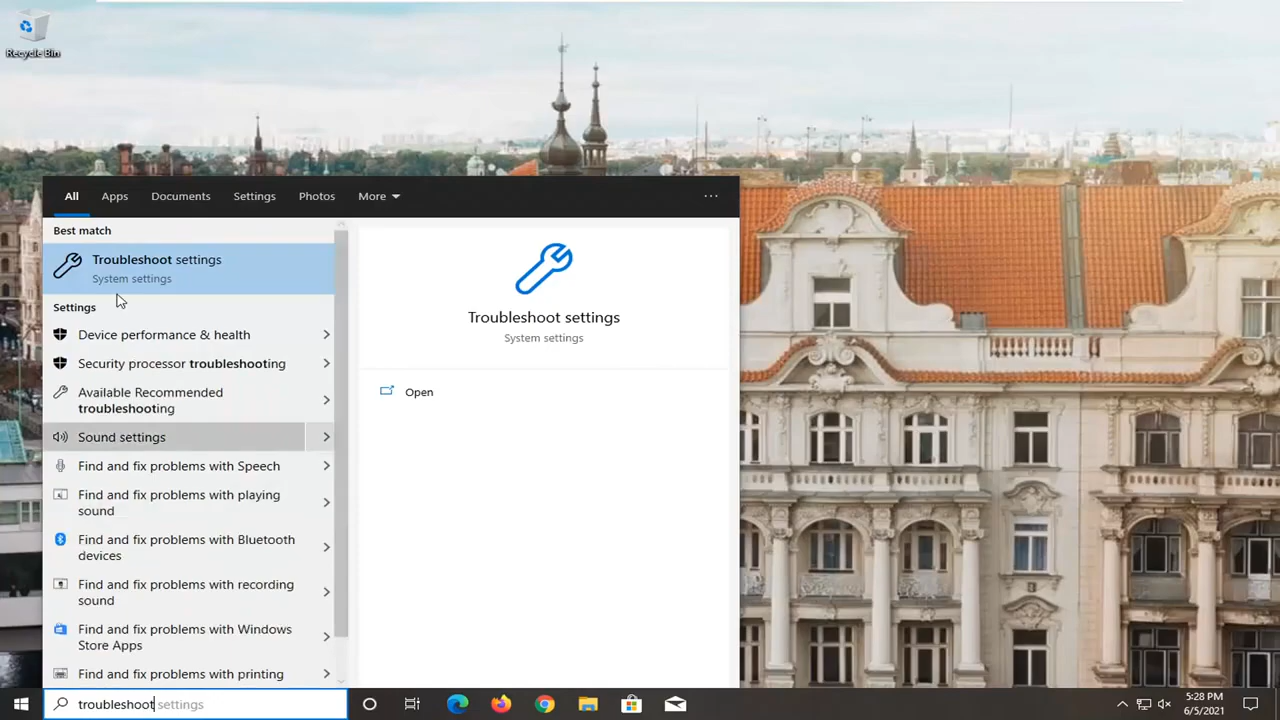 Recycle Bin
All Apps Documents Settings Photos More
Best match
Troubleshoot settings
System settings
Settings
Device performance & health
Security processor troubleshooting
Available Recommended
troubleshooting
Sound settings
Find and fix problems with Speech
Find and fix problems with playing
sound
Find and fix problems with Bluetooth
devices
Find and fix problems with recording
sound
Find and fix problems with Windows
Store Apps
Find and fix problems with printing
Troubleshoot settings
System settings
Open
troubleshoot settings
5:28 PM
6/5/2021